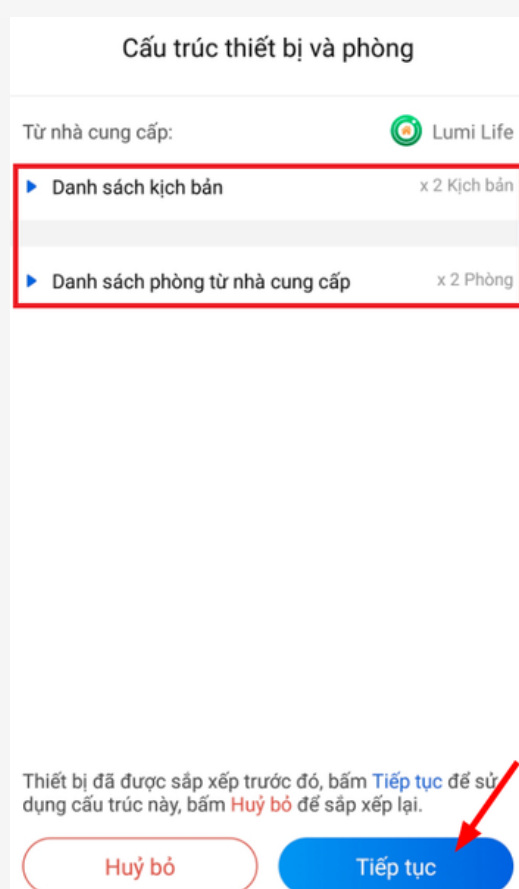 Cấu trúc thiết bị và phòng
Từ nhà cung cấp: Lumi Life
Danh sách kịch bản x 2 Kịch bản
Danh sách phòng từ nhà cung cấp x 2 Phòng
Thiết bị đã được sắp xếp trước đó, bấm Tiếp tục để sử
dụng cấu trúc này, bấm Huỷ bỏ để sắp xếp lại.
Huỷ bỏ Tiếp tục